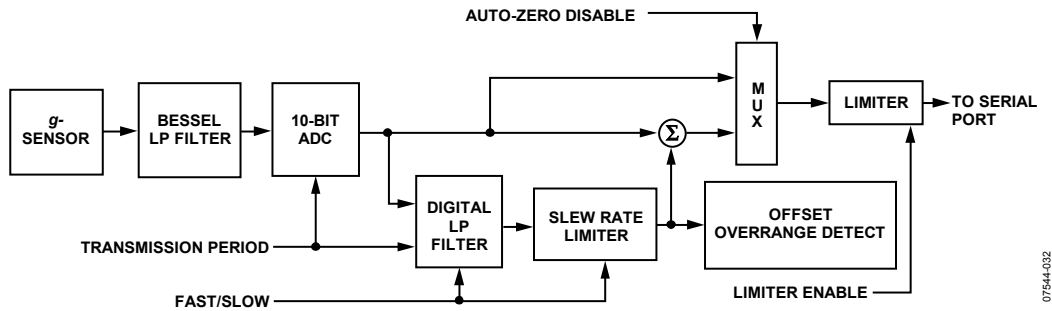 AUTO-ZERO DISABLE
g-
SENSOR
BESSEL
LP FILTER
10-BIT
ADC
Σ
M
U
X
LIMITER
TO SERIAL
PORT
DIGITAL
LP
FILTER
SLEW RATE
LIMITER
OFFSET
OVERRANGE DETECT
TRANSMISSION PERIOD
FAST/SLOW
LIMITER ENABLE
07544-032